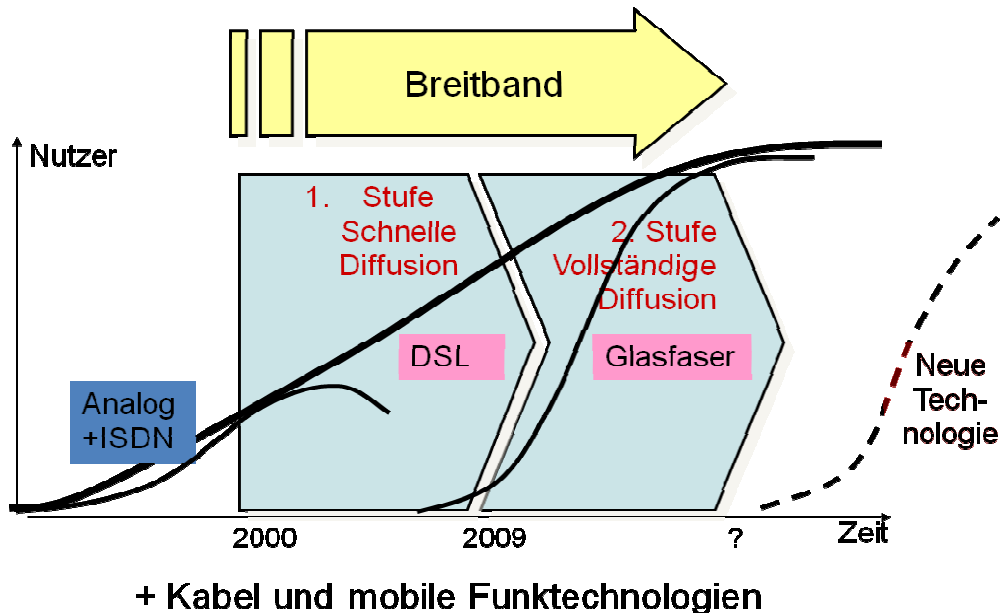 Breitband
Nutzer
1. Stufe
Schnelle
Diffusion
2. Stufe
Vollständige
Diffusion
DSL
Glasfaser
Analog
+ISDN
Neue
Tech-
nologie
2000
2009
?
Zeit
+ Kabel und mobile Funktechnologien